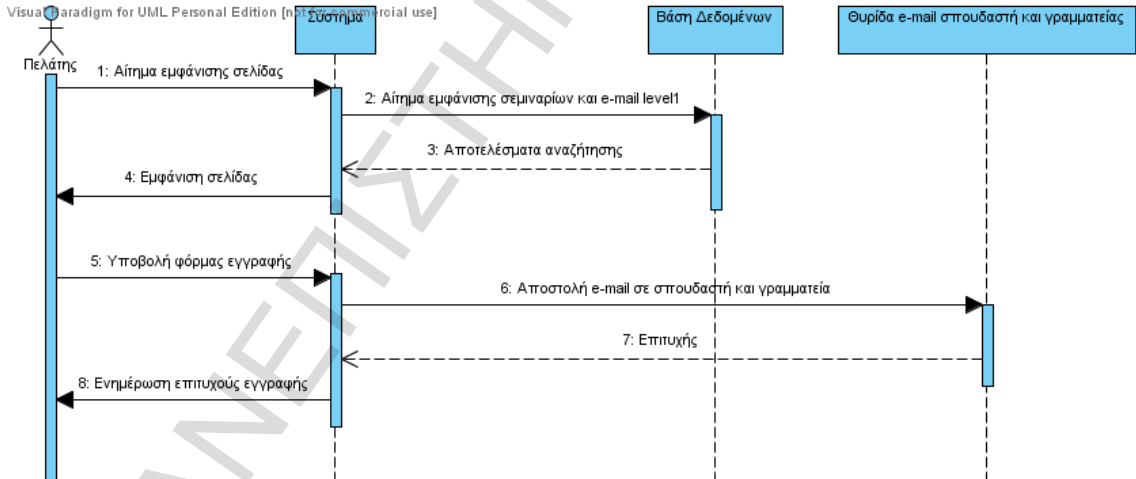 Visual Paradigm for UML Personal Edition [not for commercial use]
Σύστημα
Βάση Δεδομένων
Θυρίδα e-mail σπουδαστή και γραμματείας
Πελάτης
1: Αίτημα εμφάνισης σελίδας
2: Αίτημα εμφάνισης σεμιναρίων και e-mail level1
3: Αποτελέσματα αναζήτησης
4: Εμφάνιση σελίδας
5: Υποβολή φόρμας εγγραφής
6: Αποστολή e-mail σε σπουδαστή και γραμματεία
7: Επιτυχής
8: Ενημέρωση επιτυχούς εγγραφής
ΑΝΕΠΙΣΤΗ